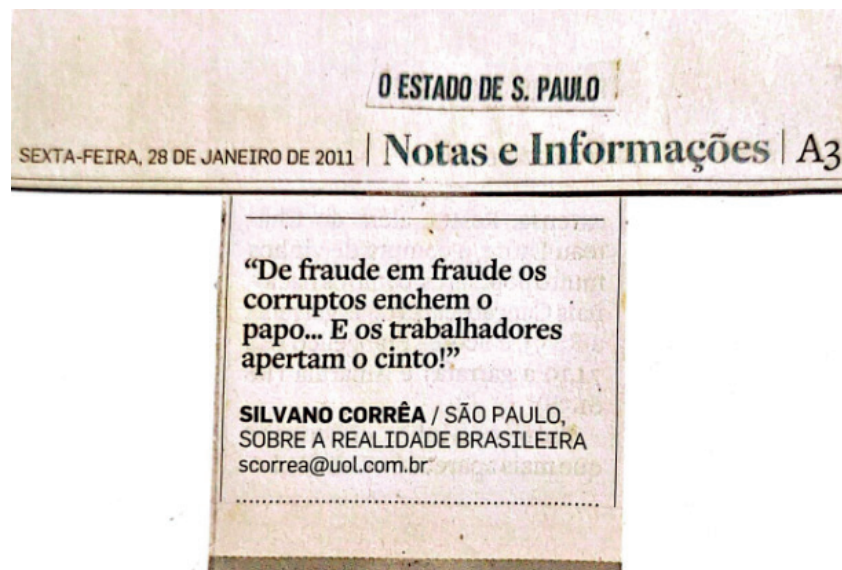 O ESTADO DE S. PAULO
SEXTA-FEIRA, 28 DE JANEIRO DE 2011 | Notas e Informações | A3
“De fraude em fraude os
corruptos enchem o
papo... E os trabalhadores
apertam o cinto!”
SILVANO CORRÊA / SÃO PAULO,
SOBRE A REALIDADE BRASILEIRA
scorrea@uol.com.br